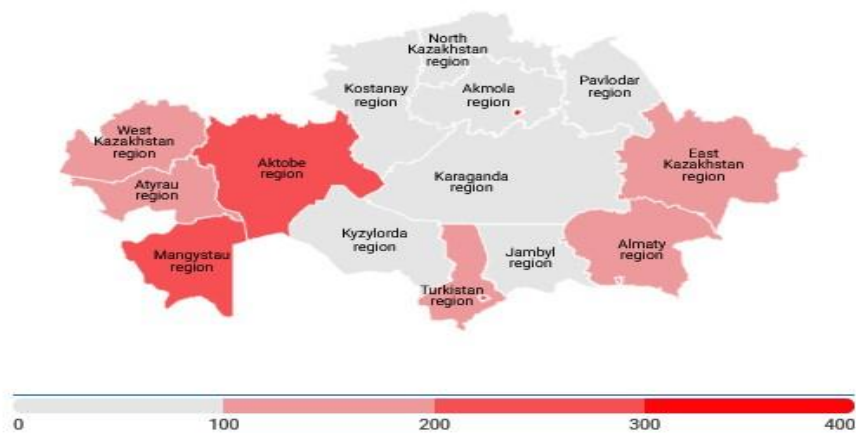 North
Kazakhstan
region
Kostanay
region
Akmola
region
Pavlodar
region
West
Kazakhstan
region
Aktobe
region
East
Kazakhstan
region
Atyrau
region
Karaganda
region
Kyzylorda
region
Jambyl
region
Almaty
region
Mangystau
region
Turkistan
region
0 100 200 300 400